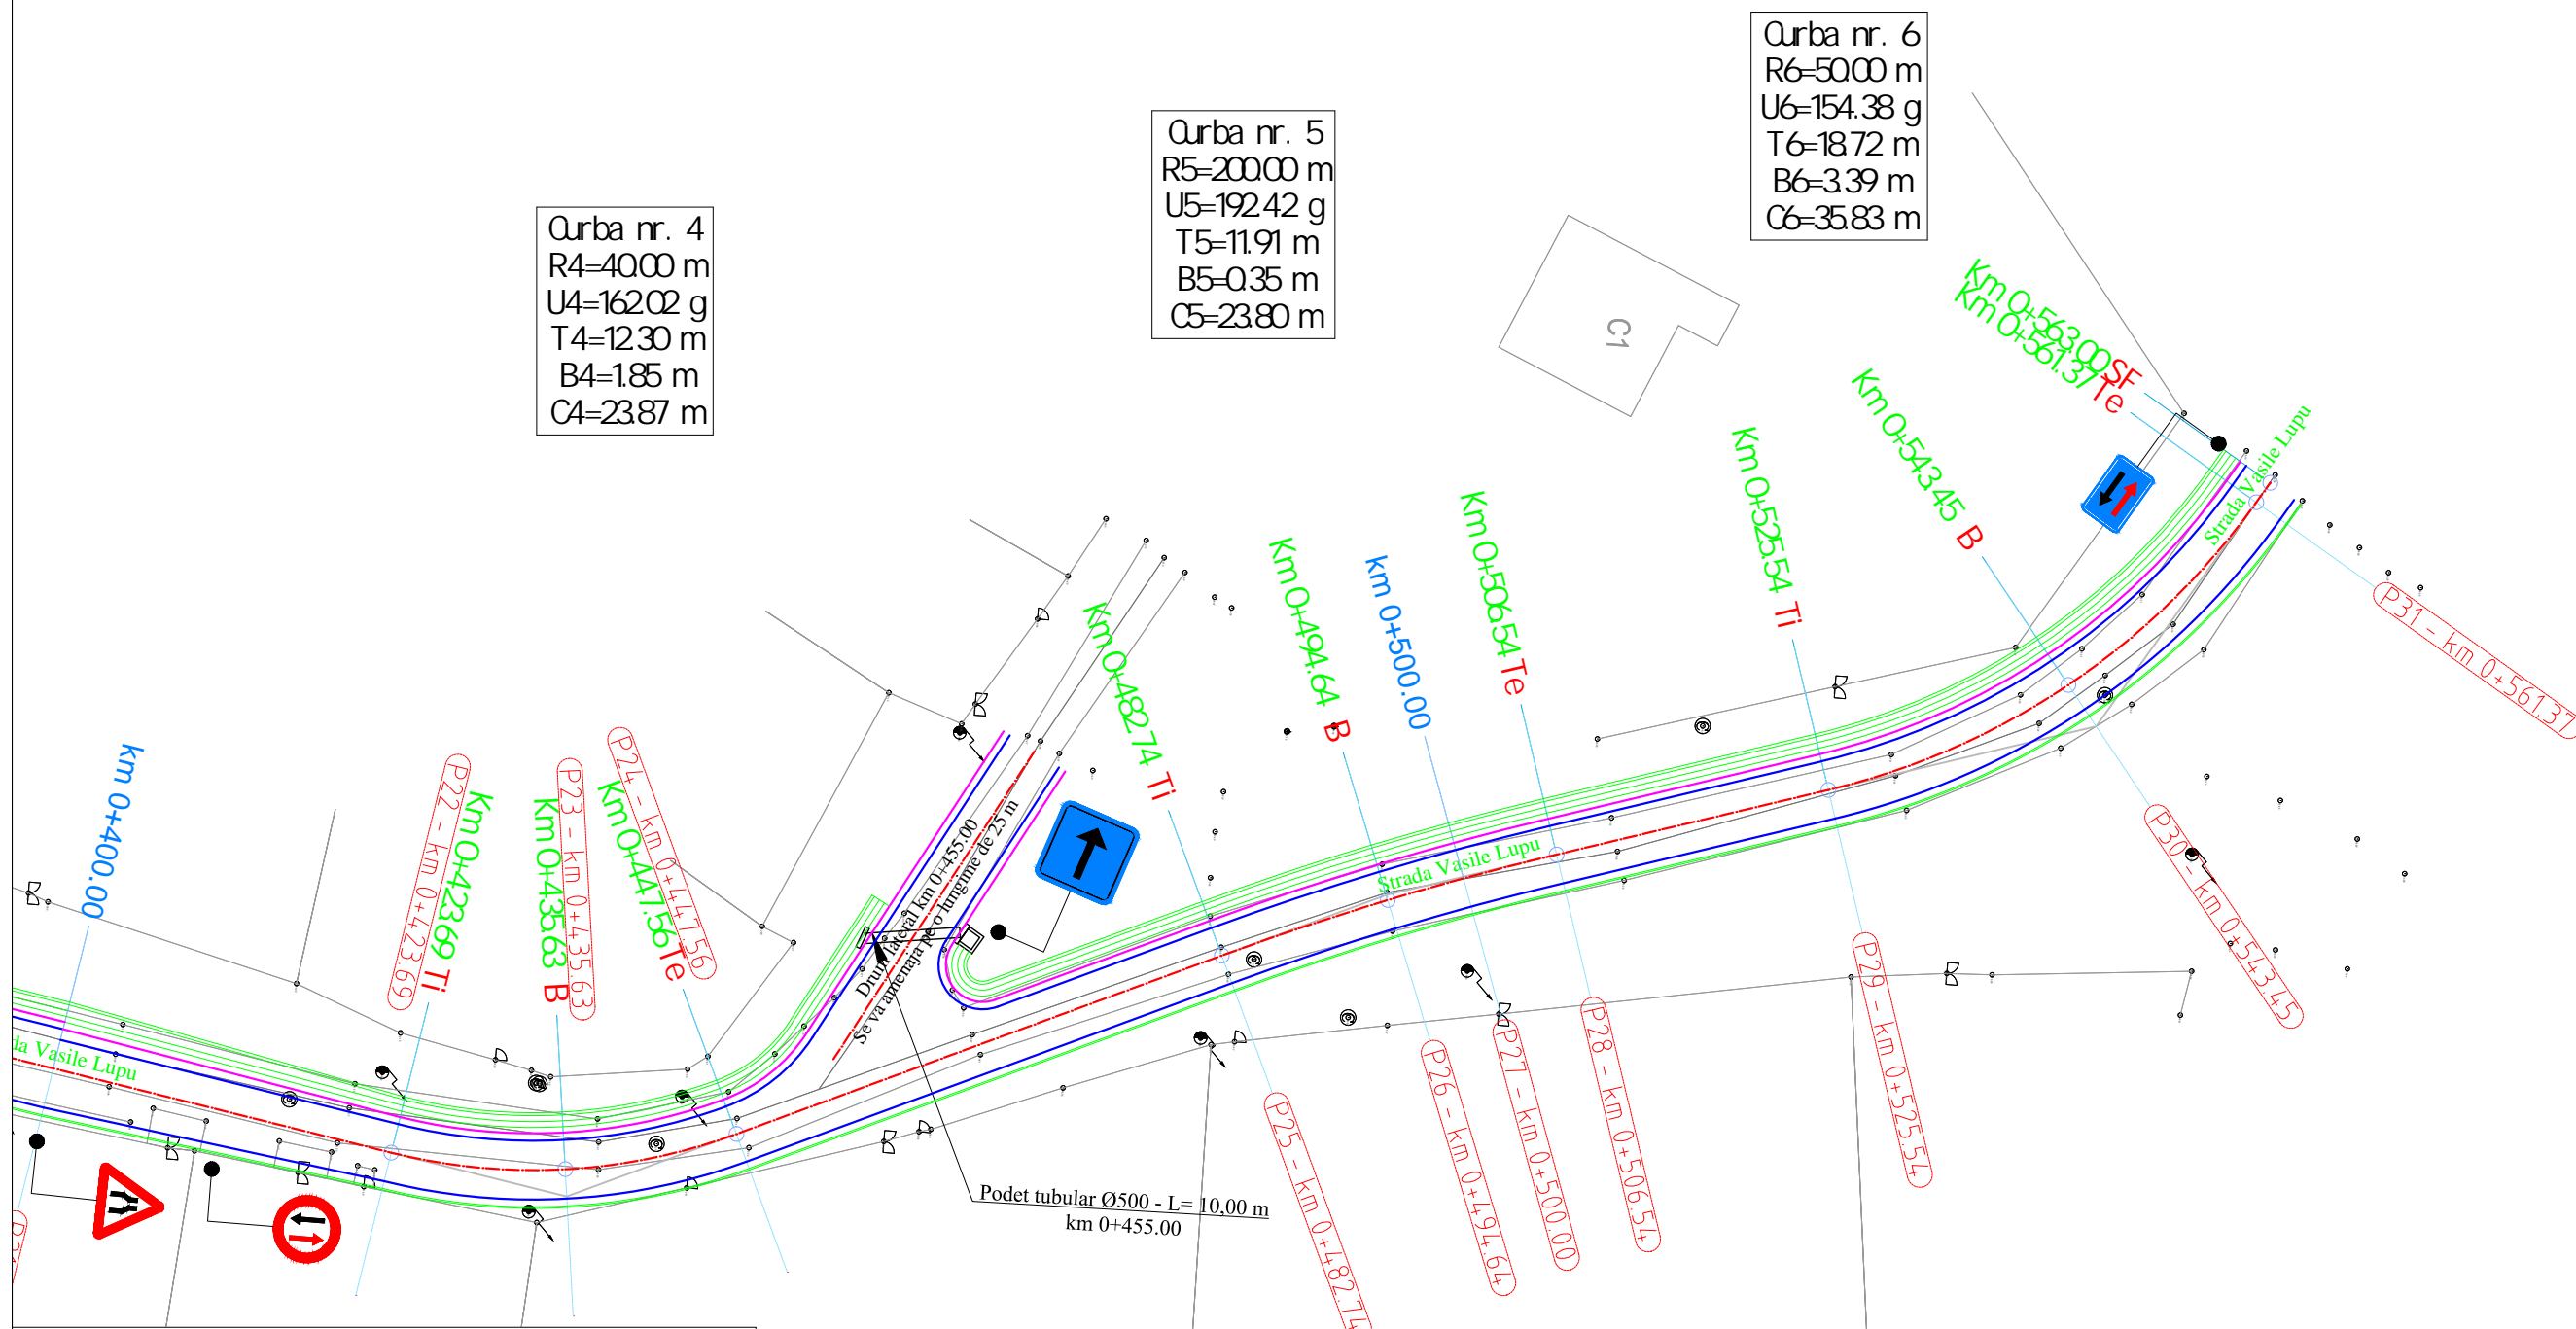 Curba nr. 4
R4=40.00 m
U4=162.02 g
T4=12.30 m
B4=1.85 m
C4=23.87 m
Curba nr. 5
R5=200.00 m
U5=192.42 g
T5=11.91 m
B5=0.35 m
C5=23.80 m
Curba nr. 6
R6=50.00 m
U6=154.38 g
T6=18.72 m
B6=3.39 m
C6=35.83 m
C1
km 0+400.00
P22 - km 0+423.69
Km 0+423.69 Ti
Km 0+435.63 B
P23 - km 0+435.63
Km 0+447.56 Te
P24 - km 0+447.56
Drum lateral km 0+455.00
Se va amenaja pe o lungime de 25 m
Km 0+482.74 Ti
Km 0+494.64 B
km 0+500.00
Km 0+506.54 Te
Km 0+525.54 Ti
Km 0+543.45 B
Km 0+563.00 SF
Km 0+561.37 Te
Strada Vasile Lupu
Strada Vasile Lupu
da Vasile Lupu
Podet tubular Ø500 - L= 10,00 m
km 0+455.00
P25 - km 0+482.74
P26 - km 0+494.64
P27 - km 0+500.00
P28 - km 0+506.54
P29 - km 0+525.54
P30 - km 0+543.45
P31 - km 0+561.37